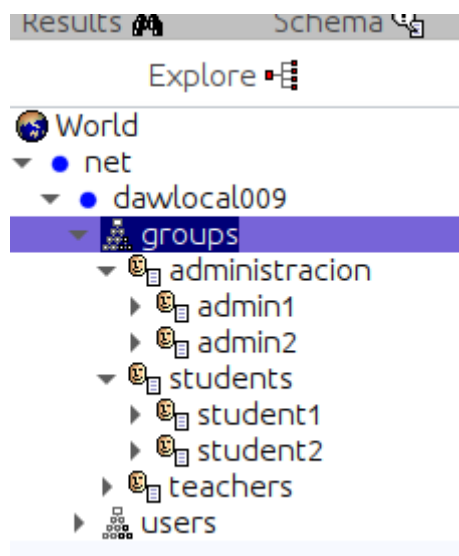 Results Schema
Explore
World
net
dawlocal009
groups
administracion
admin1
admin2
students
student1
student2
teachers
users